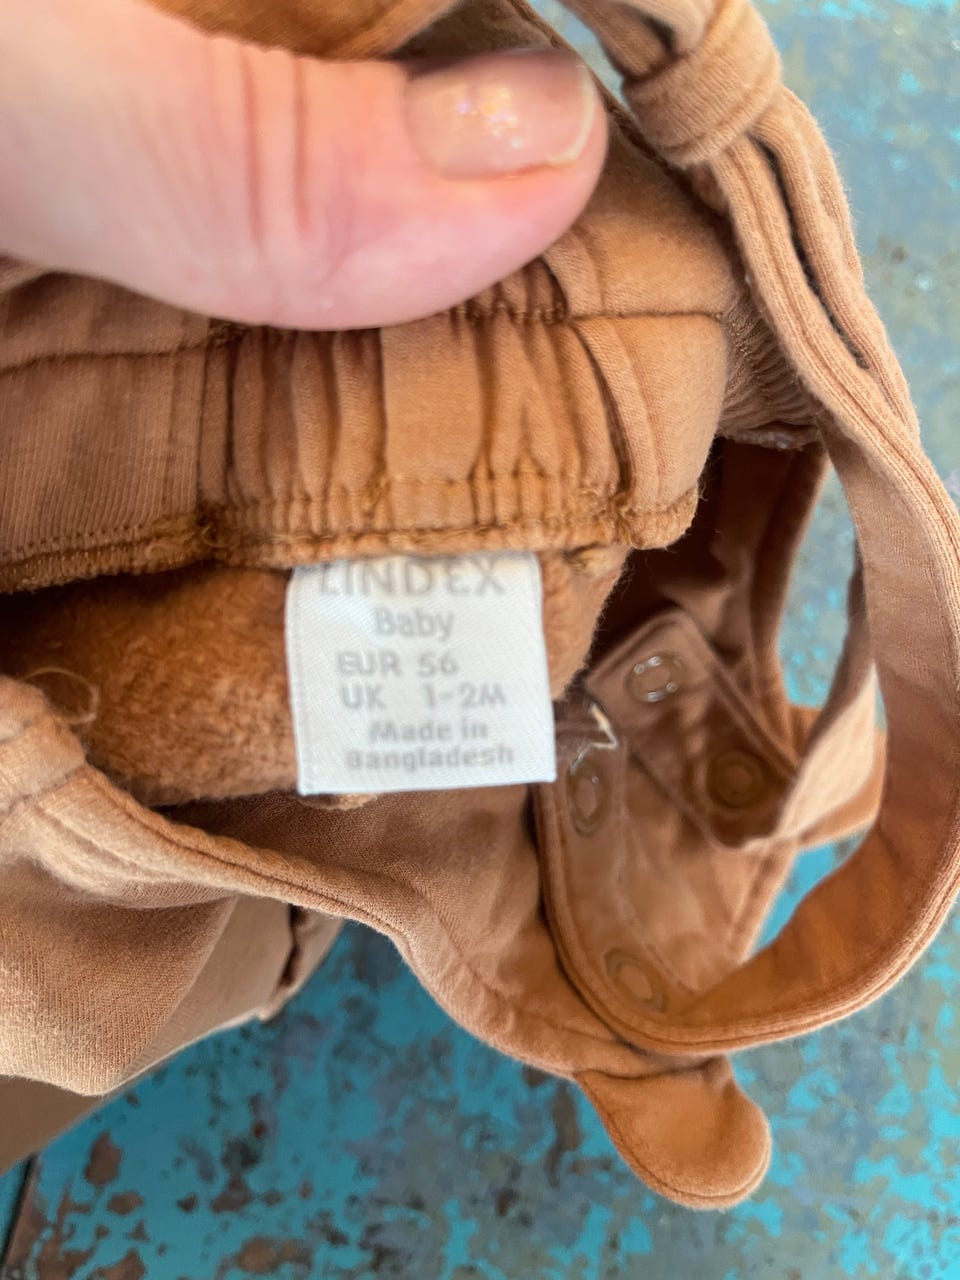 LINDEX
Baby
EUR 56
UK 1-2M
Made in
Bangladesh